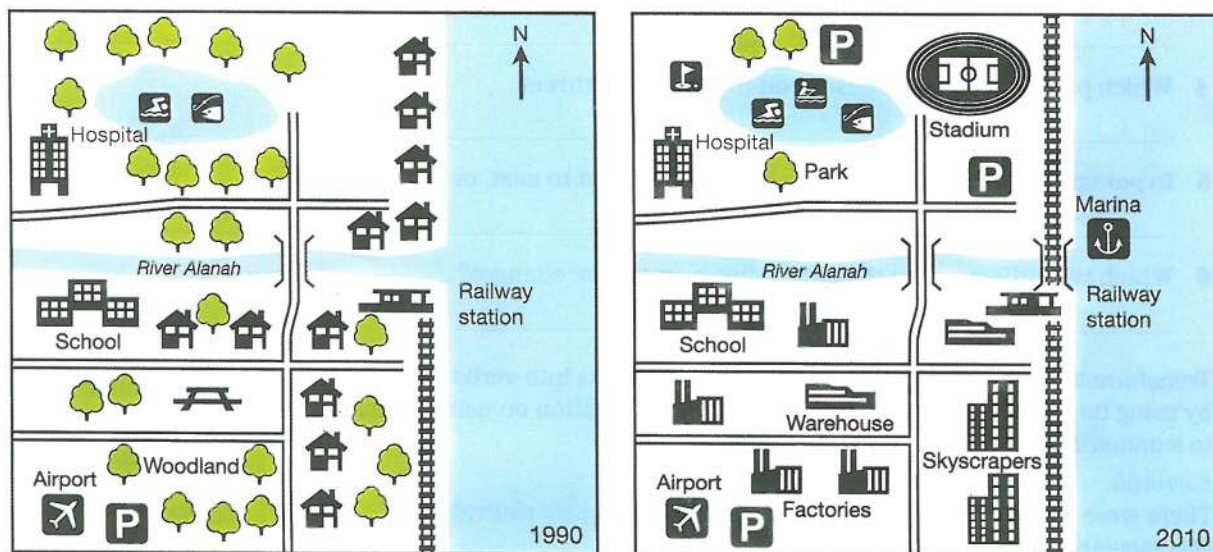 N
Hospital
River Alanah
Railway
station
School
Woodland
Airport
P
1990
N
P
Stadium
Hospital
Park
P
Marina
River Alanah
Railway
station
School
Warehouse
Skyscrapers
Airport
P
Factories
2010